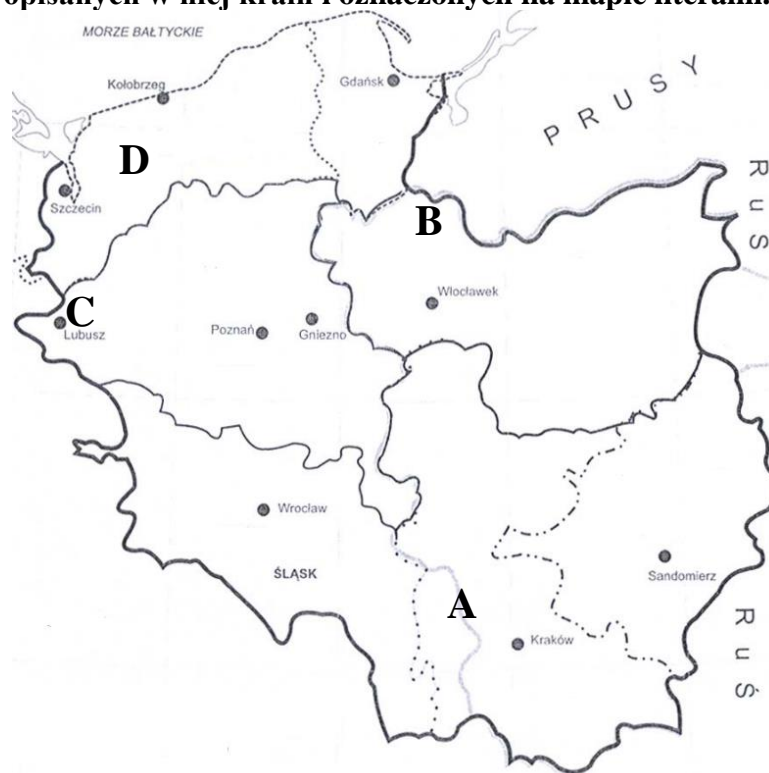 opisanych w niej krain i oznaczonych na mapie literami.
MORZE BAŁTYCKIE
Kołobrzeg
Gdańsk
PRUSY
D
RUŚ
Szczecin
B
Włocławek
C
Lubusz
Poznań
Gniezno
Wrocław
ŚLĄSK
Sandomierz
A
Kraków
RUŚ